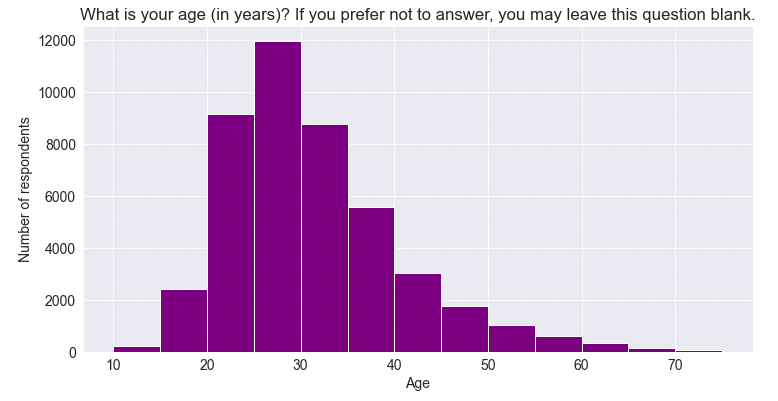 What is your age (in years)? If you prefer not to answer, you may leave this question blank.
12000
10000
8000
6000
4000
2000
0
Number of respondents
10 20 30 40 50 60 70
Age